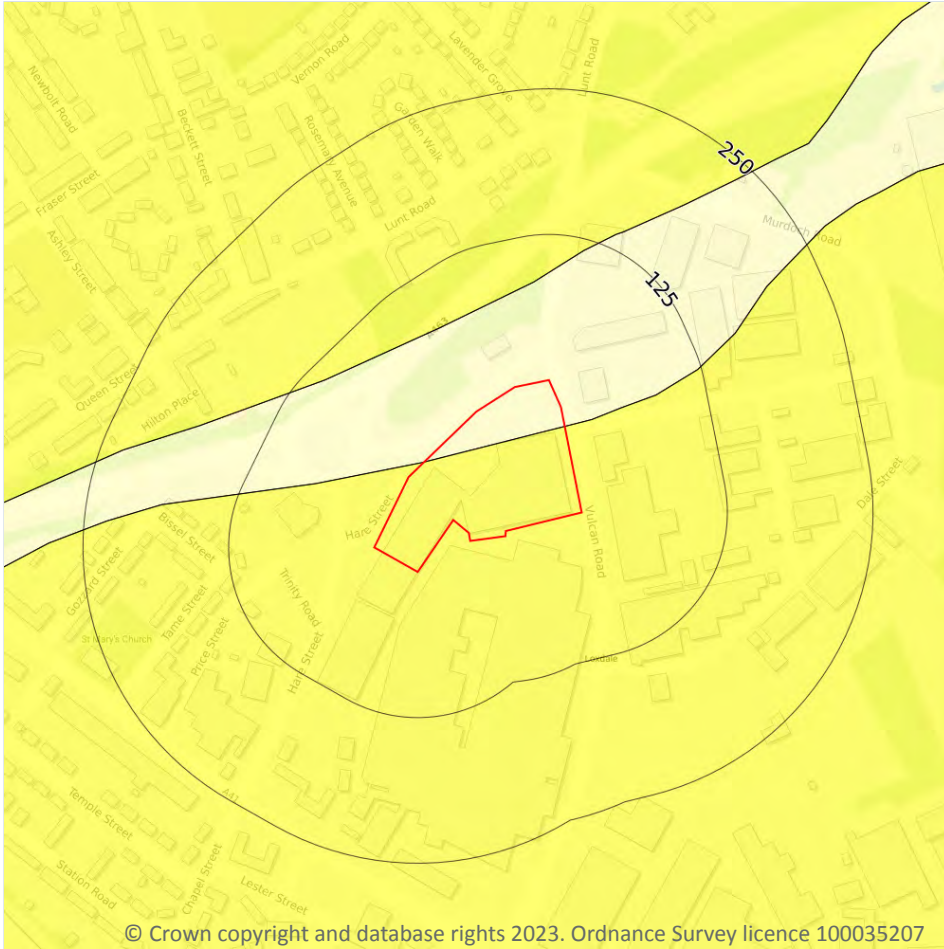 Vernon Road
Lavender Grove
Lunt Road
Newbolt Road
Beckett Street
Rosemary Avenue
Garden Walk
Fraser Street
Lunt Road
Ashley Street
250
Murdoch Road
125
Queen Street
Hilton Place
Hare Street
Dale Street
Bissel Street
Vulcan Road
Gozzard Street
Tame Street
Trinity Road
St Mary's Church
Price Street
Hare Street
Loxdale
A41
Temple Street
Chapel Street
Station Road
Lester Street
© Crown copyright and database rights 2023. Ordnance Survey licence 100035207